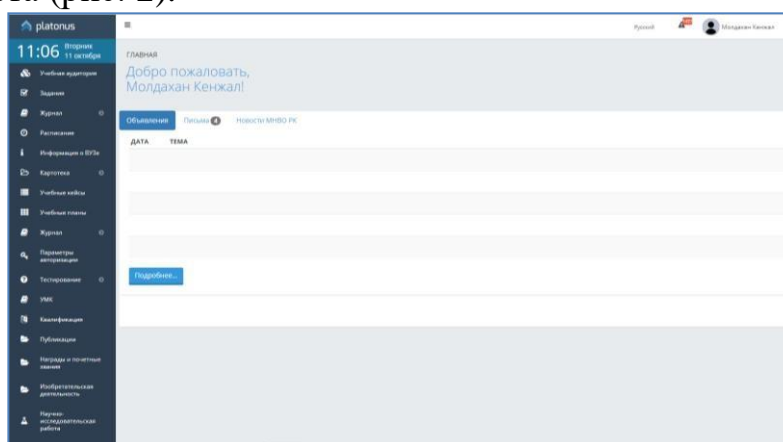 та (рис. 2).
platonus
Русский
Молдахан Кенжал
11:06 Вторник
11 октября
ГЛАВНАЯ
Добро пожаловать,
Молдахан Кенжал!
Учебная аудитория
Задания
Журнал
Расписание
Информация о ВУЗе
Картотека
Учебные кейсы
Учебные планы
Журнал
Параметры
авторизации
Тестирование
УМК
Квалификация
Публикации
Награды и почетные
звания
Изобретательская
деятельность
Научно-
исследовательская
работа
Объявления Письма 4 Новости МНВО РК
ДАТА ТЕМА
Подробнее...